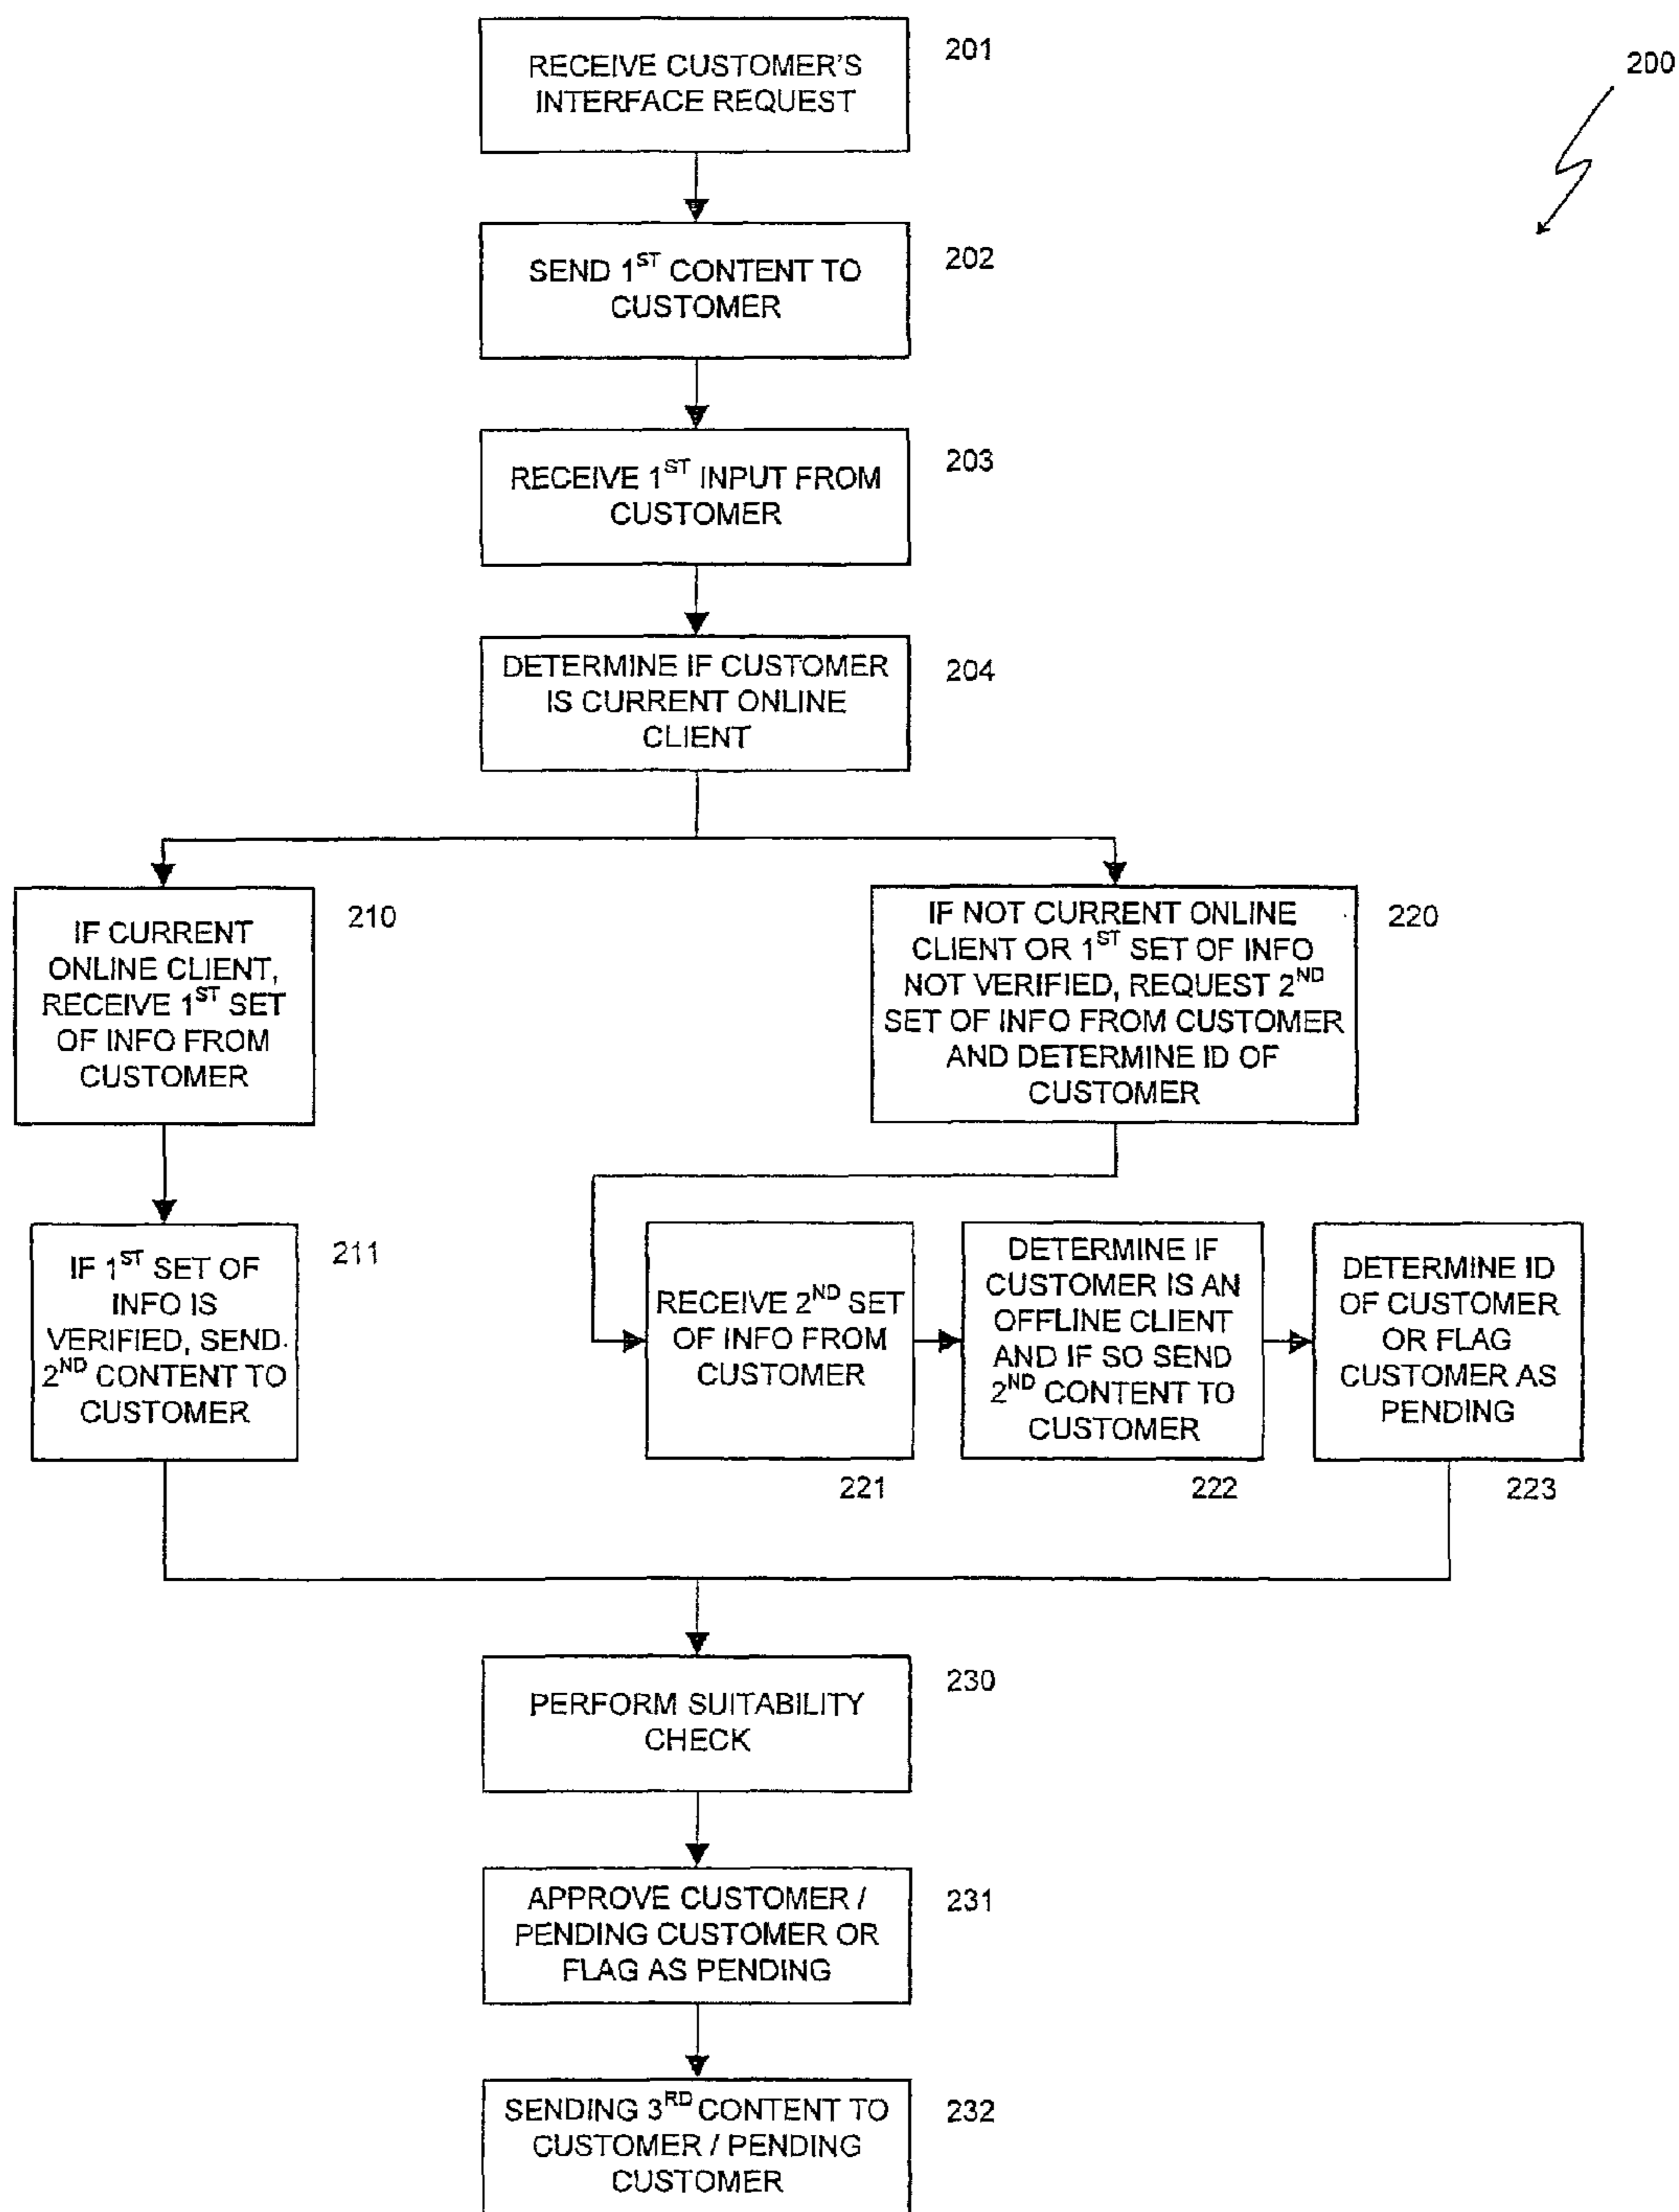 RECEIVE CUSTOMER'S
INTERFACE REQUEST
201
200
SEND 1ST CONTENT TO
CUSTOMER
202
RECEIVE 1ST INPUT FROM
CUSTOMER
203
DETERMINE IF CUSTOMER
IS CURRENT ONLINE
CLIENT
204
IF CURRENT
ONLINE CLIENT,
RECEIVE 1ST SET
OF INFO FROM
CUSTOMER
210
IF NOT CURRENT ONLINE
CLIENT OR 1ST SET OF INFO
NOT VERIFIED, REQUEST 2ND
SET OF INFO FROM CUSTOMER
AND DETERMINE ID OF
CUSTOMER
220
IF 1ST SET OF
INFO IS
VERIFIED, SEND
2ND CONTENT TO
CUSTOMER
211
RECEIVE 2ND SET
OF INFO FROM
CUSTOMER
221
DETERMINE IF
CUSTOMER IS AN
OFFLINE CLIENT
AND IF SO SEND
2ND CONTENT TO
CUSTOMER
222
DETERMINE ID
OF CUSTOMER
OR FLAG
CUSTOMER AS
PENDING
223
PERFORM SUITABILITY
CHECK
230
APPROVE CUSTOMER /
PENDING CUSTOMER OR
FLAG AS PENDING
231
SENDING 3RD CONTENT TO
CUSTOMER / PENDING
CUSTOMER
232